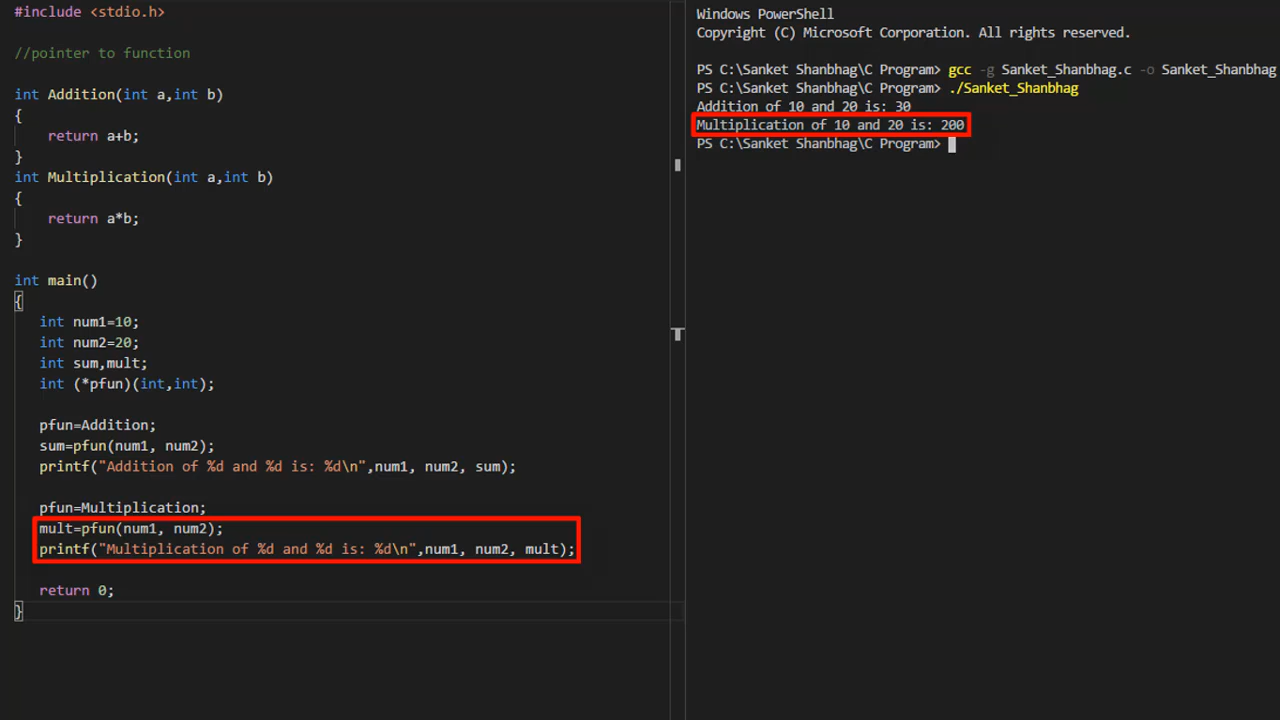 #include <stdio.h>
//pointer to function
int Addition(int a,int b)
{
return a+b;
}
int Multiplication(int a,int b)
{
return a*b;
}
int main()
{
int num1=10;
int num2=20;
int sum,mult;
int (*pfun)(int,int);
pfun=Addition;
sum=pfun(num1, num2);
printf("Addition of %d and %d is: %d\n",num1, num2, sum);
pfun=Multiplication;
mult=pfun(num1, num2);
printf("Multiplication of %d and %d is: %d\n",num1, num2, mult);
return 0;
}
Windows PowerShell
Copyright (C) Microsoft Corporation. All rights reserved.
PS C:\Sanket Shanbhag\C Program> gcc -g Sanket_Shanbhag.c -o Sanket_Shanbhag
PS C:\Sanket Shanbhag\C Program> ./Sanket_Shanbhag
Addition of 10 and 20 is: 30
Multiplication of 10 and 20 is: 200
PS C:\Sanket Shanbhag\C Program>